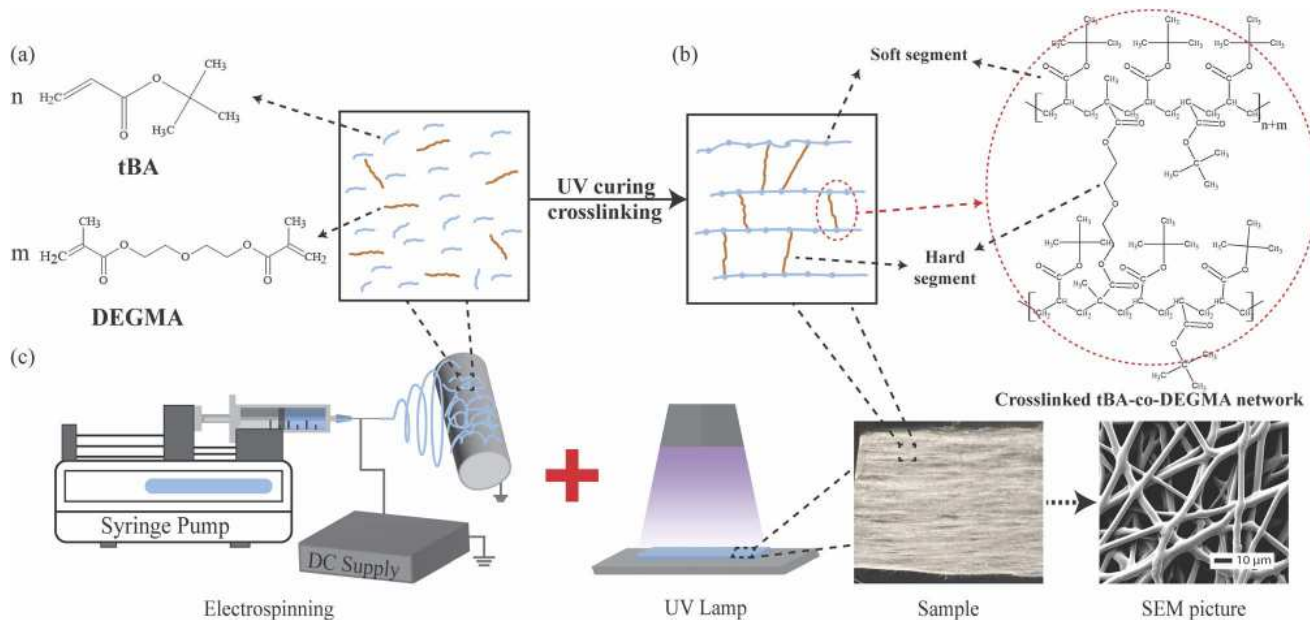 (a)
n
H₂C
O
O
CH₃
H₃C
CH₃
tBA
m
CH₃
H₂C
O
O
O
O
O
CH₃
CH₂
DEGMA
UV curing
crosslinking
(b)
Soft segment
Hard
segment
n+m
Crosslinked tBA-co-DEGMA network
(c)
Syringe Pump
DC Supply
10 μm
Electrospinning
UV Lamp
Sample
SEM picture